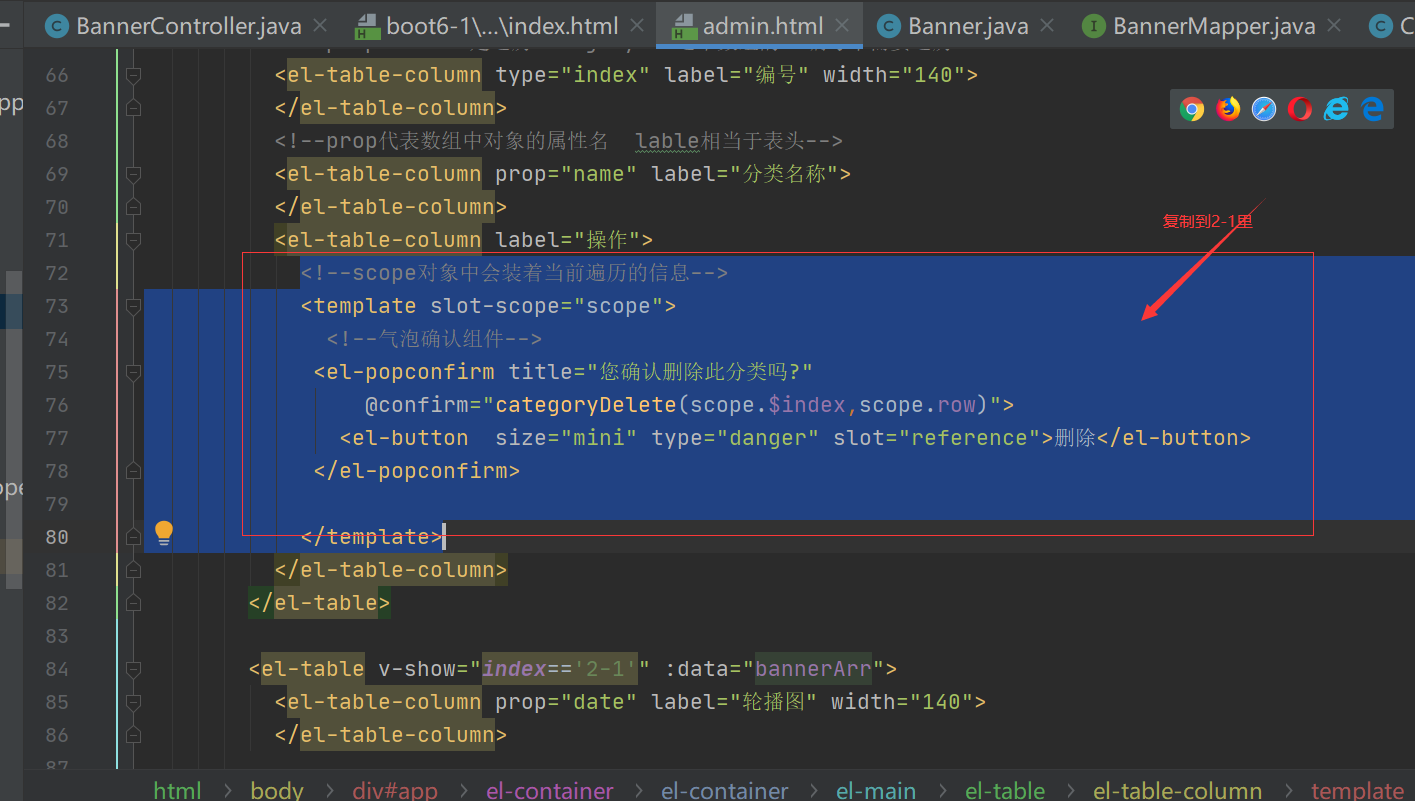 BannerController.java boot6-1\...\index.html admin.html Banner.java BannerMapper.java C
66 <el-table-column type="index" label="编号" width="140">
67 </el-table-column>
68 <!--prop代表数组中对象的属性名 lable相当于表头-->
69 <el-table-column prop="name" label="分类名称">
70 </el-table-column>
复制到2-1里
71 <el-table-column label="操作">
72 <!--scope对象中会装着当前遍历的信息-->
73 <template slot-scope="scope">
74 <!--气泡确认组件-->
75 <el-popconfirm title="您确认删除此分类吗?"
76 @confirm="categoryDelete(scope.$index,scope.row)">
77 <el-button size="mini" type="danger" slot="reference">删除</el-button>
78 </el-popconfirm>
79
80 </template>
81 </el-table-column>
82 </el-table>
83
84 <el-table v-show="index=='2-1'" :data="bannerArr">
85 <el-table-column prop="date" label="轮播图" width="140">
86 </el-table-column>
87
html › body › div#app › el-container › el-container › el-main › el-table › el-table-column › template